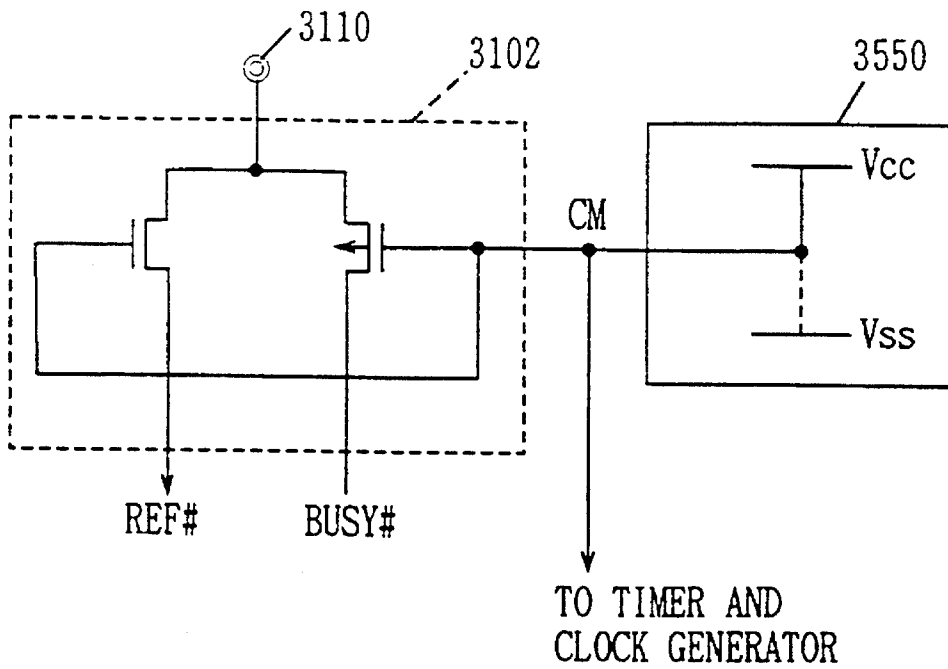 3110
3102
3550
Vcc
CM
Vss
REF#
BUSY#
TO TIMER AND
CLOCK GENERATOR